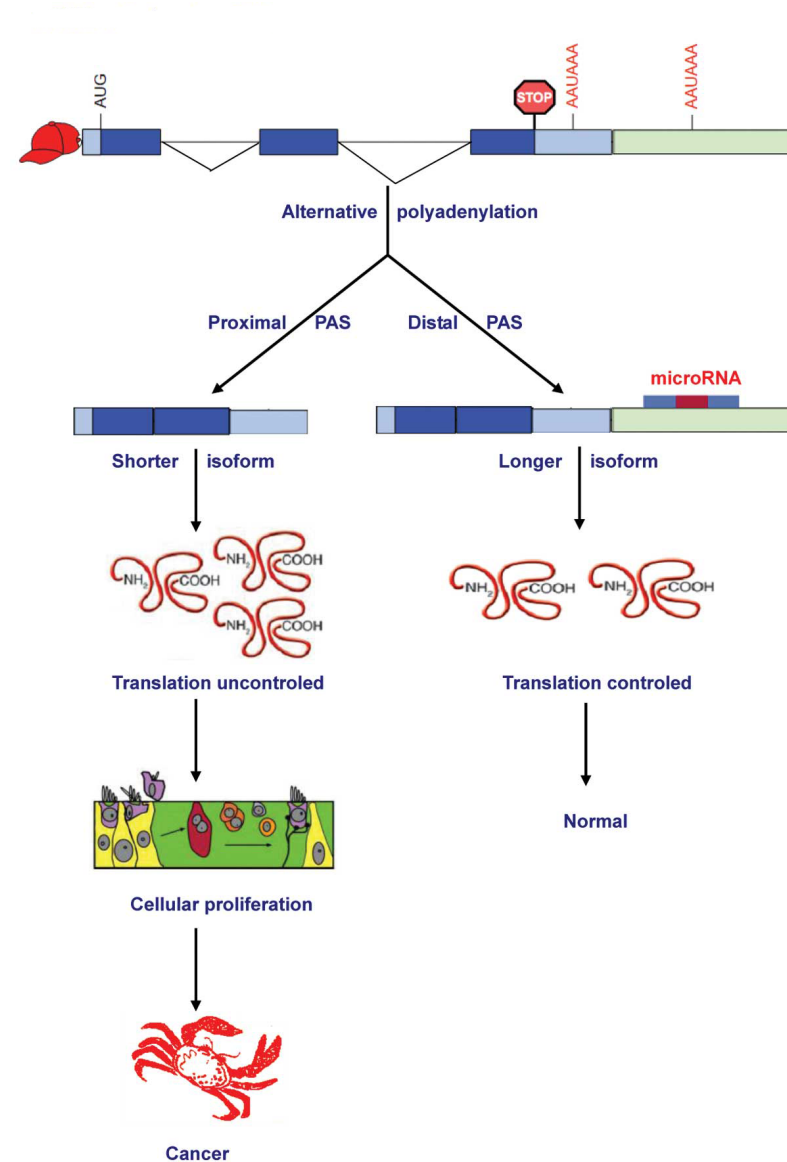 AUG
STOP
AAUAAA
AAUAAA
Alternative polyadenylation
Proximal PAS
Distal PAS
microRNA
Shorter isoform
Longer isoform
NH2 COOH
NH2 COOH
NH2 COOH
NH2 COOH
NH2 COOH
Translation uncontroled
Translation controled
Normal
Cellular proliferation
Cancer